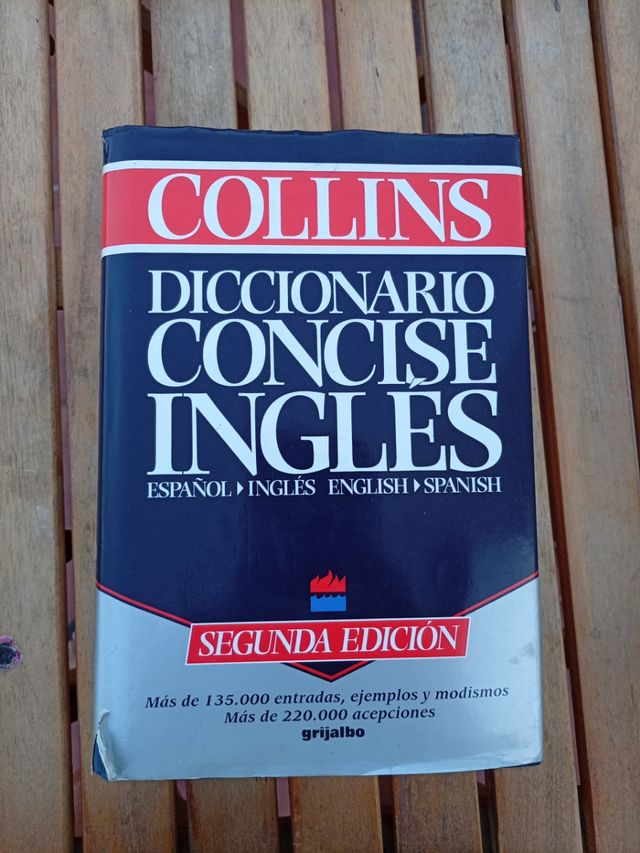 COLLINS
DICCIONARIO
CONCISE
INGLÉS
ESPAÑOL ▸ INGLÉS ENGLISH ▸ SPANISH
SEGUNDA EDICIÓN
Más de 135.000 entradas, ejemplos y modismos
Más de 220.000 acepciones
grijalbo